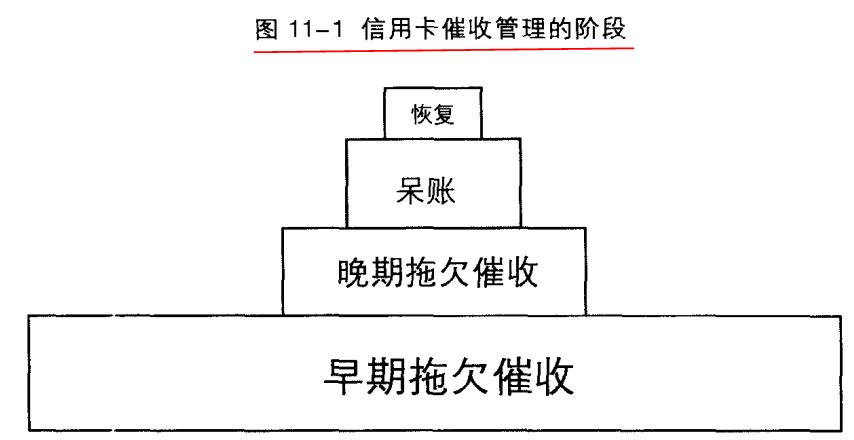 图 11-1 信用卡催收管理的阶段
恢复
呆账
晚期拖欠催收
早期拖欠催收